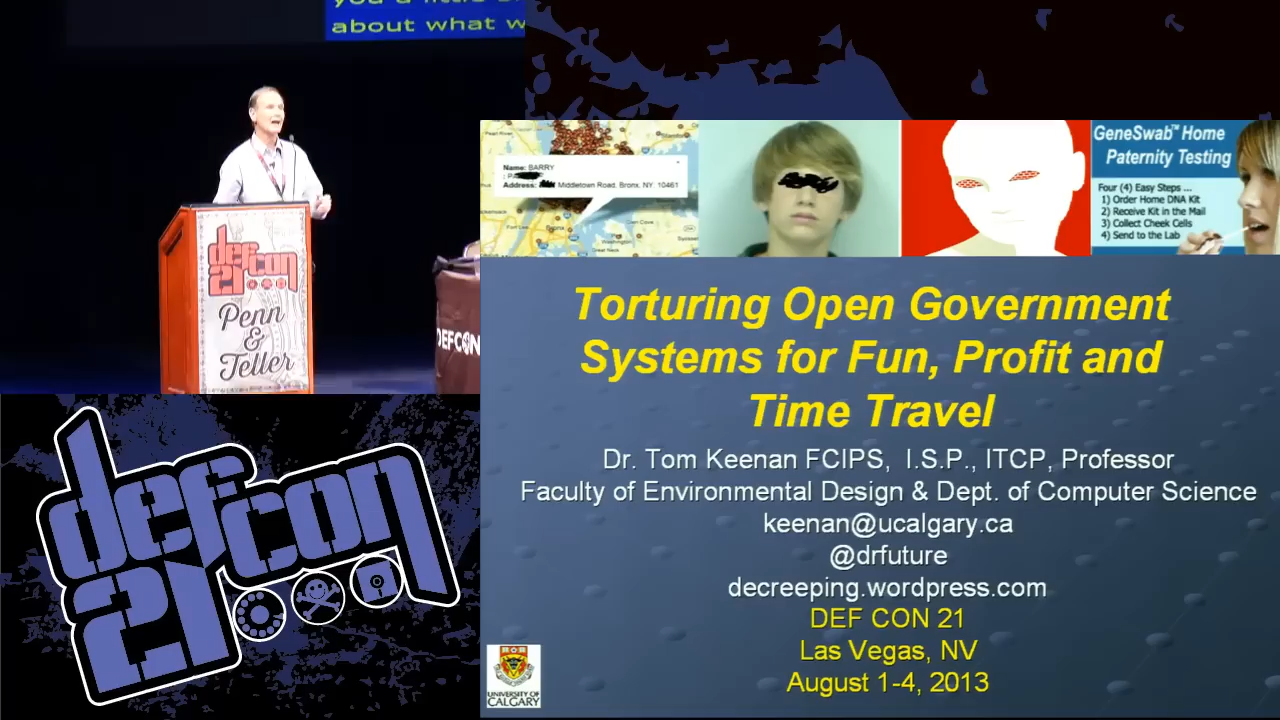 about what w
defcon
21
Penn
&
Teller
DEFCON
defcon
21
Name: BARRY
Address: Middletown Road, Bronx, NY, 10461
GeneSwab™ Home
Paternity Testing
Four (4) Easy Steps ...
1) Order Home DNA Kit
2) Receive Kit in the Mail
3) Collect Cheek Cells
4) Send to the Lab
Torturing Open Government
Systems for Fun, Profit and
Time Travel
Dr. Tom Keenan FCIPS, I.S.P., ITCP, Professor
Faculty of Environmental Design & Dept. of Computer Science
keenan@ucalgary.ca
@drfuture
decreeping.wordpress.com
DEF CON 21
Las Vegas, NV
August 1-4, 2013
UNIVERSITY OF
CALGARY